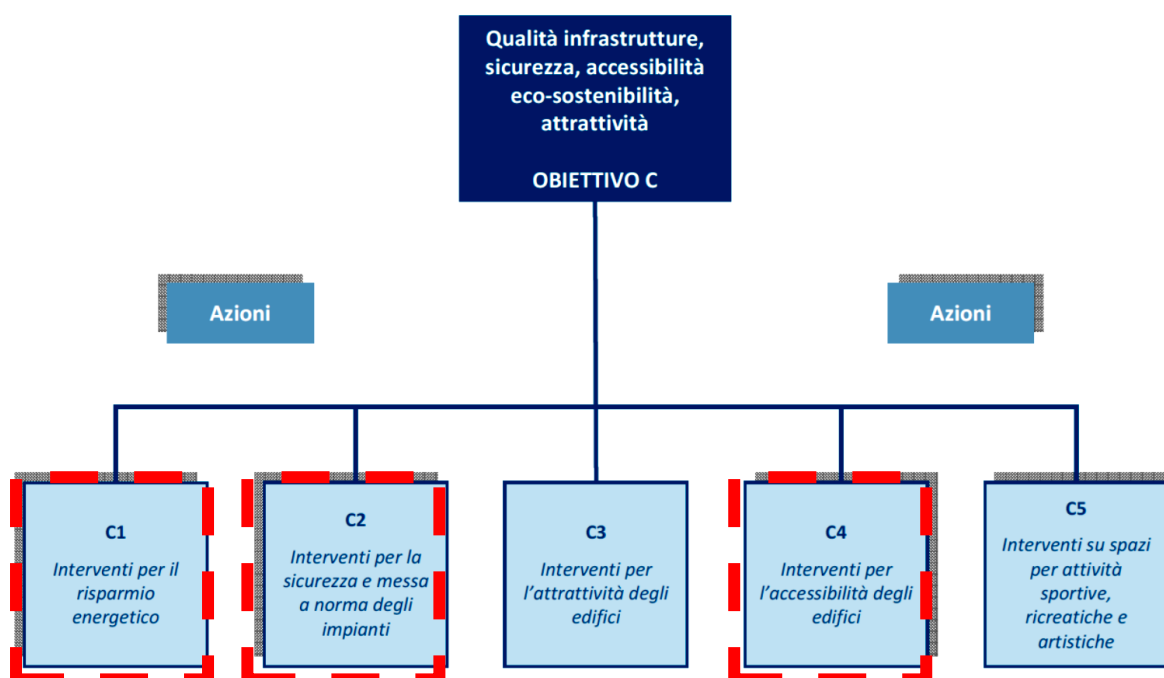 Qualità infrastrutture,
sicurezza, accessibilità
eco-sostenibilità,
attrattività
OBIETTIVO C
Azioni
Azioni
C1
Interventi per il
risparmio
energetico
C2
Interventi per la
sicurezza e messa
a norma degli
impianti
C3
Interventi per
l’attrattività degli
edifici
C4
Interventi per
l’accessibilità degli
edifici
C5
Interventi su spazi
per attività
sportive,
ricreatiche e
artistiche